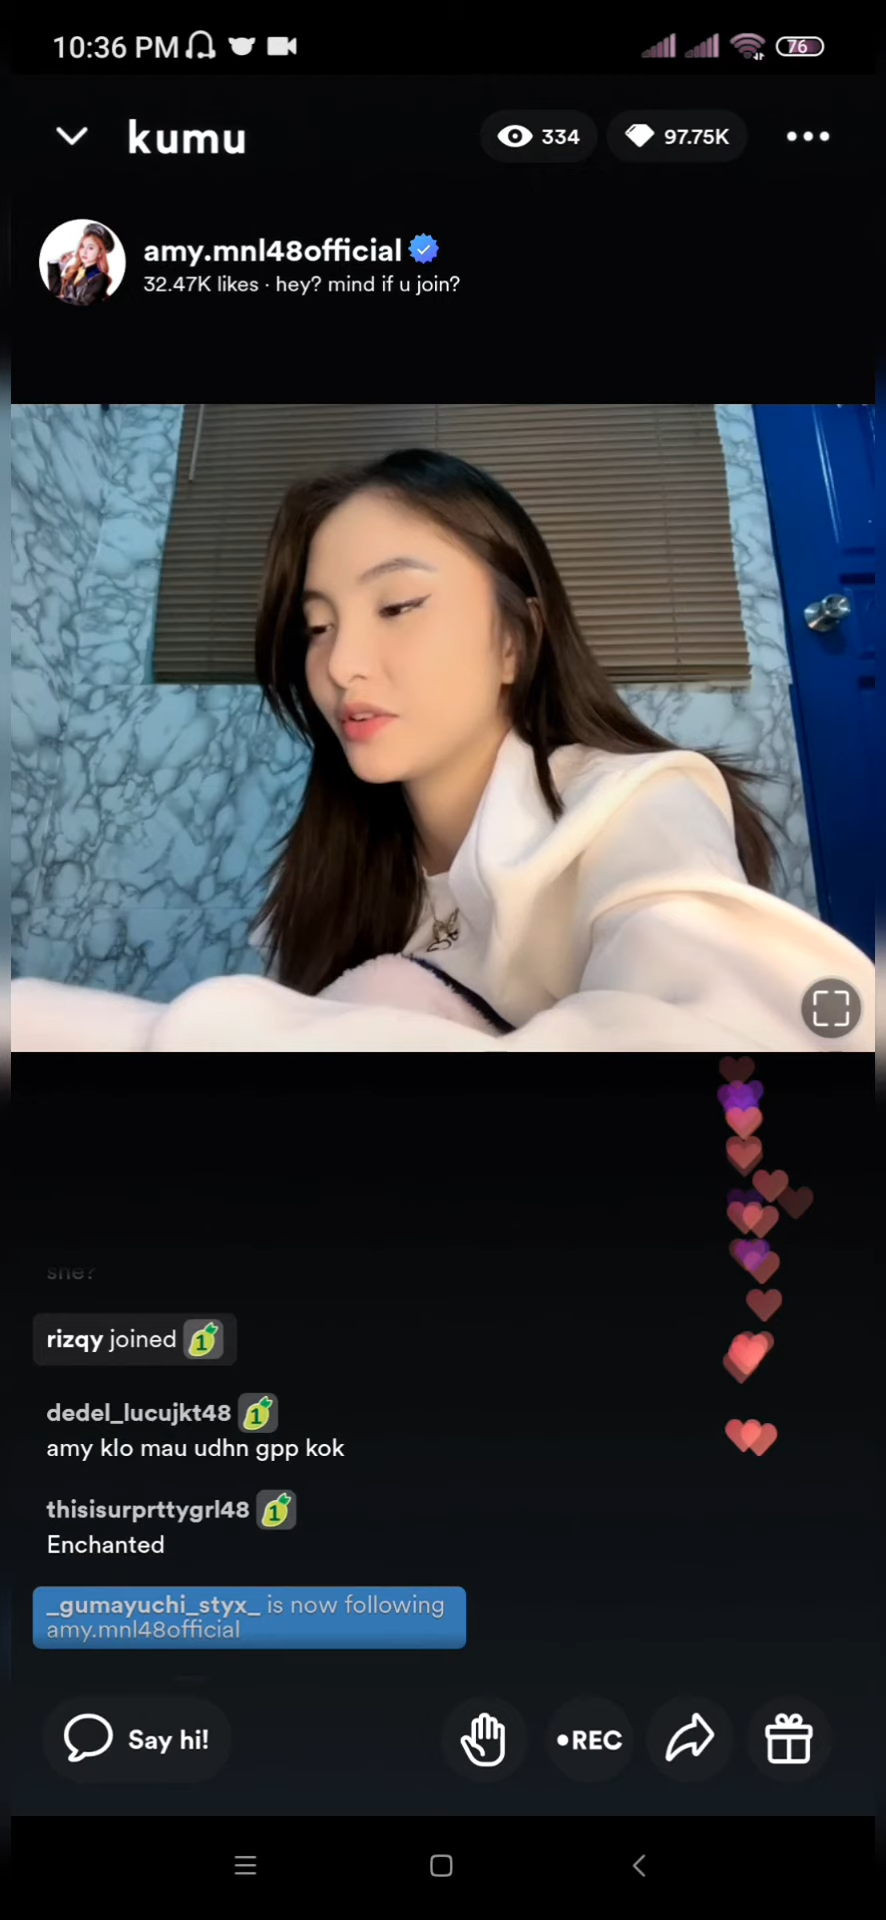 10:36 PM
76
kumu
334
97.75K
amy.mnl48official
32.47K likes · hey? mind if u join?
she?
rizqy joined 1
dedel_lucujkt48 1
amy klo mau udhn gpp kok
thisisurprttygrl48 1
Enchanted
_gumayuchi_styx_ is now following
amy.mnl48official
Say hi!
•REC